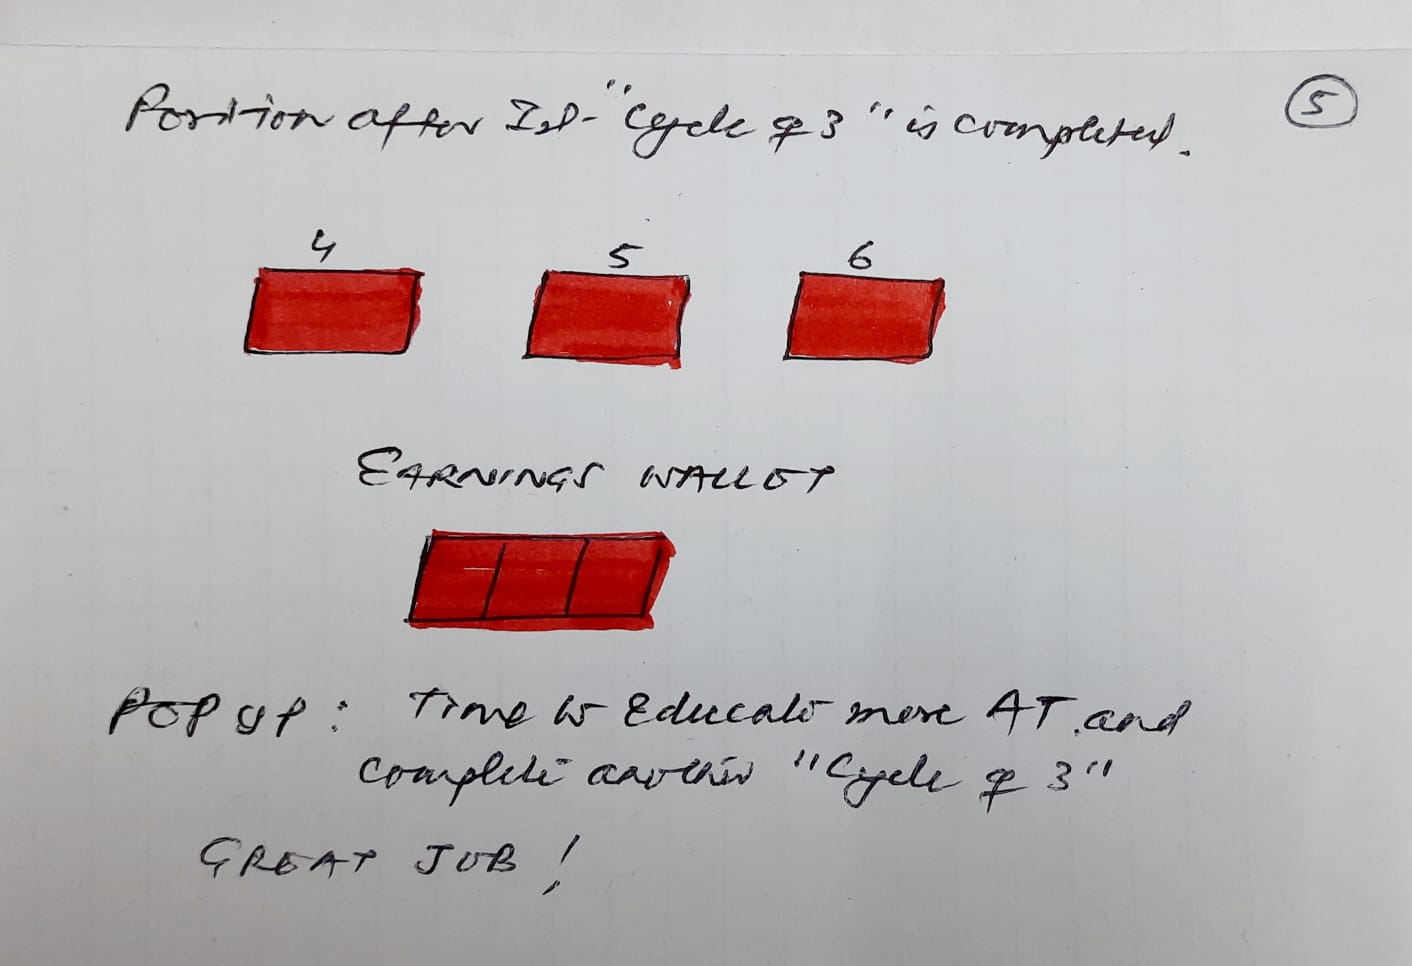 5
Position after 1st - "Cycle of 3" is completed.
4 5 6
EARNINGS WALLET
POP UP: Time to Educate more AT and
complete another "Cycle of 3"
GREAT JOB!